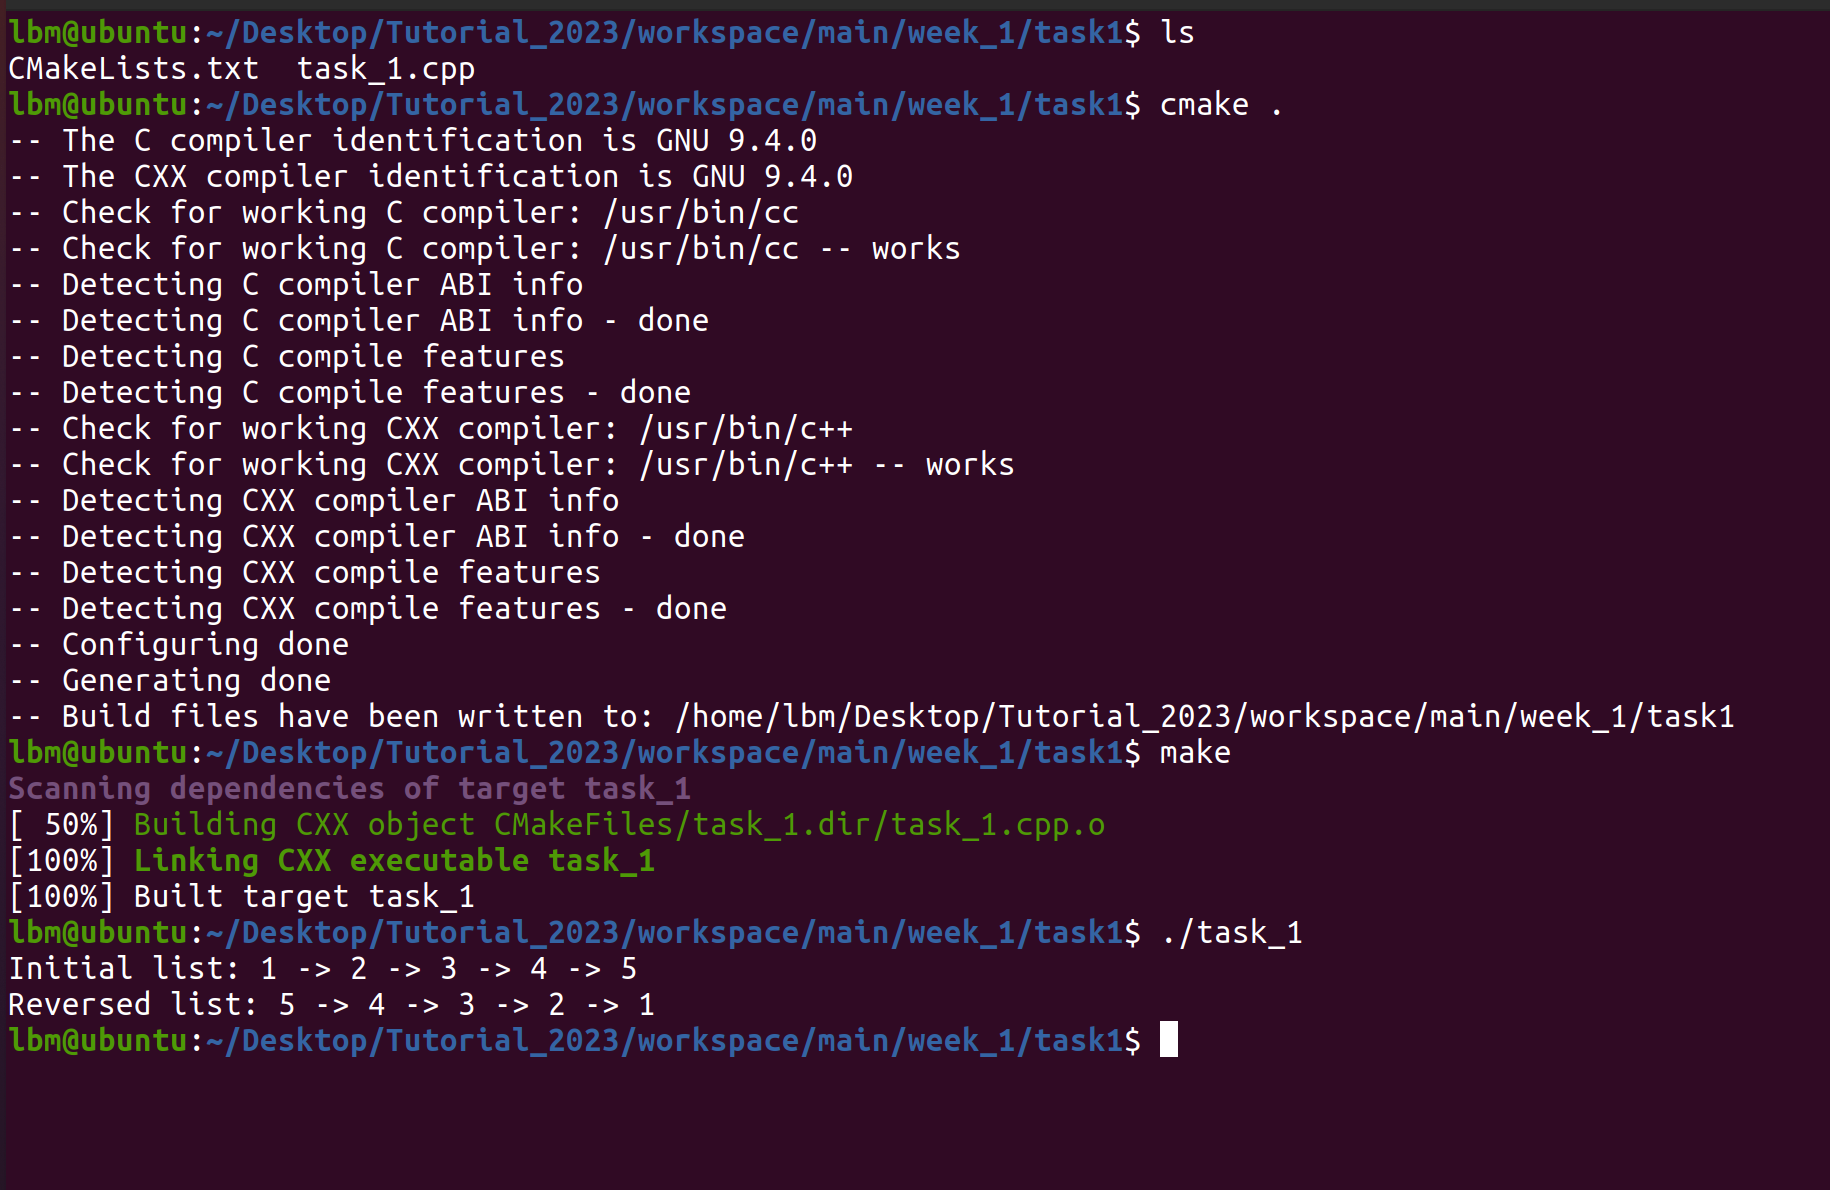 lbm@ubuntu:~/Desktop/Tutorial_2023/workspace/main/week_1/task1$ ls
CMakeLists.txt  task_1.cpp
lbm@ubuntu:~/Desktop/Tutorial_2023/workspace/main/week_1/task1$ cmake .
-- The C compiler identification is GNU 9.4.0
-- The CXX compiler identification is GNU 9.4.0
-- Check for working C compiler: /usr/bin/cc
-- Check for working C compiler: /usr/bin/cc -- works
-- Detecting C compiler ABI info
-- Detecting C compiler ABI info - done
-- Detecting C compile features
-- Detecting C compile features - done
-- Check for working CXX compiler: /usr/bin/c++
-- Check for working CXX compiler: /usr/bin/c++ -- works
-- Detecting CXX compiler ABI info
-- Detecting CXX compiler ABI info - done
-- Detecting CXX compile features
-- Detecting CXX compile features - done
-- Configuring done
-- Generating done
-- Build files have been written to: /home/lbm/Desktop/Tutorial_2023/workspace/main/week_1/task1
lbm@ubuntu:~/Desktop/Tutorial_2023/workspace/main/week_1/task1$ make
Scanning dependencies of target task_1
[ 50%] Building CXX object CMakeFiles/task_1.dir/task_1.cpp.o
[100%] Linking CXX executable task_1
[100%] Built target task_1
lbm@ubuntu:~/Desktop/Tutorial_2023/workspace/main/week_1/task1$ ./task_1
Initial list: 1 -> 2 -> 3 -> 4 -> 5
Reversed list: 5 -> 4 -> 3 -> 2 -> 1
lbm@ubuntu:~/Desktop/Tutorial_2023/workspace/main/week_1/task1$